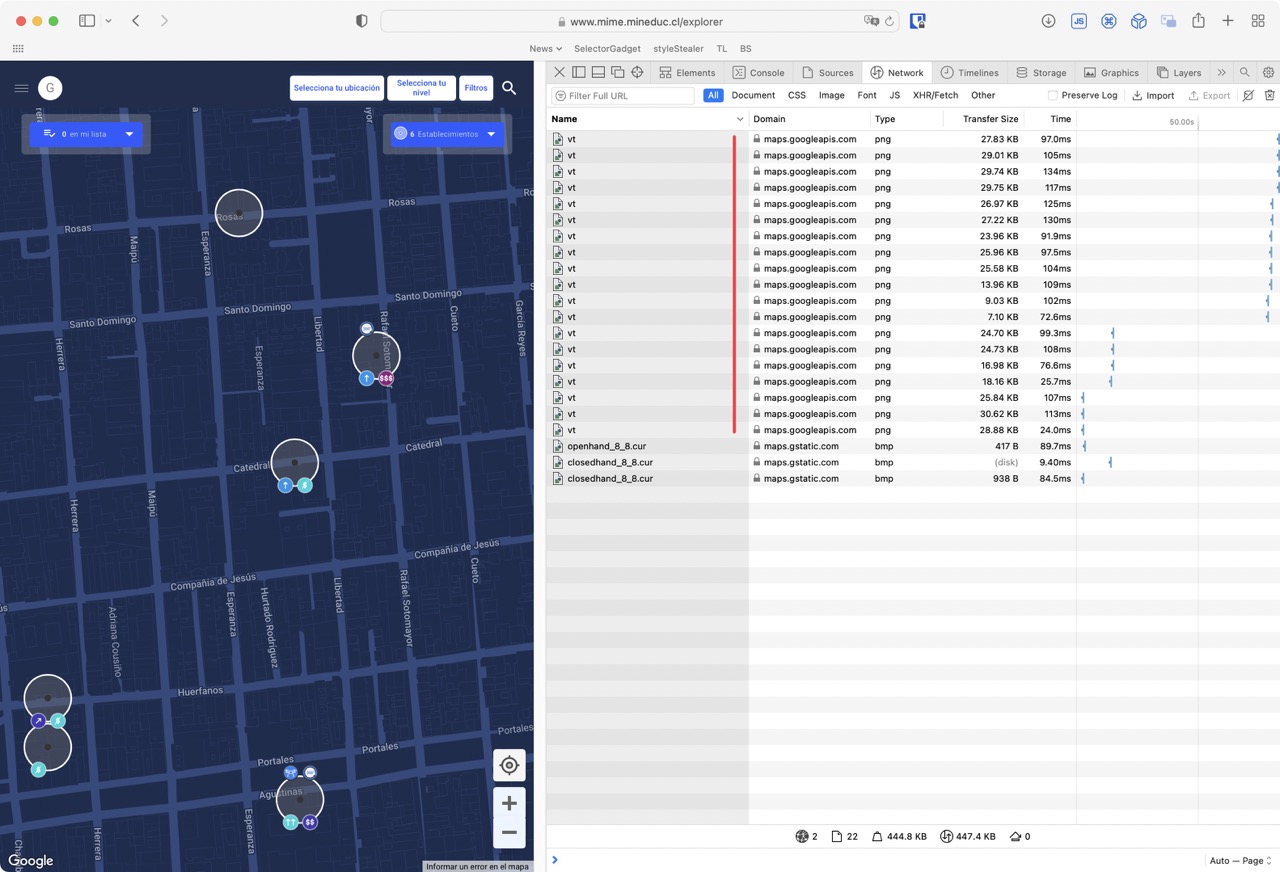 www.mime.mineduc.cl/explorer
News SelectorGadget styleStealer TL BS
G
Selecciona tu ubicación
Selecciona tu
nivel
Filtros
0 en mi lista
6 Establecimientos
Rosas
Rosas
Rosas
Maipú
Esperanza
Santo Domingo
Santo Domingo
Santo Domingo
Libertad
Rafael Sotomayor
Cueto
García Reyes
Herrera
Esperanza
Catedral
Catedral
Herrera
Maipú
Compañia de Jesús
Compañia de Jesús
Esperanza
Hurtado Rodriguez
Libertad
Rafael Sotomayor
Cueto
Adriana Cousiño
Huerfanos
Portales
Portales
Portales
Agustinas
Esperanza
Herrera
$$$
$$
Google
Informar un error en el mapa
Elements Console Sources Network Timelines Storage Graphics Layers
Filter Full URL
All Document CSS Image Font JS XHR/Fetch Other Preserve Log Import Export
Name Domain Type Transfer Size Time 50.00s
vt maps.googleapis.com png 27.83 KB 97.0ms
vt maps.googleapis.com png 29.01 KB 105ms
vt maps.googleapis.com png 29.74 KB 134ms
vt maps.googleapis.com png 29.75 KB 117ms
vt maps.googleapis.com png 26.97 KB 125ms
vt maps.googleapis.com png 27.22 KB 130ms
vt maps.googleapis.com png 23.96 KB 91.9ms
vt maps.googleapis.com png 25.96 KB 97.5ms
vt maps.googleapis.com png 25.58 KB 104ms
vt maps.googleapis.com png 13.96 KB 109ms
vt maps.googleapis.com png 9.03 KB 102ms
vt maps.googleapis.com png 7.10 KB 72.6ms
vt maps.googleapis.com png 24.70 KB 99.3ms
vt maps.googleapis.com png 24.73 KB 108ms
vt maps.googleapis.com png 16.98 KB 76.6ms
vt maps.googleapis.com png 18.16 KB 25.7ms
vt maps.googleapis.com png 25.84 KB 107ms
vt maps.googleapis.com png 30.62 KB 113ms
vt maps.googleapis.com png 28.88 KB 24.0ms
openhand_8_8.cur maps.gstatic.com bmp 417 B 89.7ms
closedhand_8_8.cur maps.gstatic.com bmp (disk) 9.40ms
closedhand_8_8.cur maps.gstatic.com bmp 938 B 84.5ms
2 22 444.8 KB 447.4 KB 0
Auto — Page